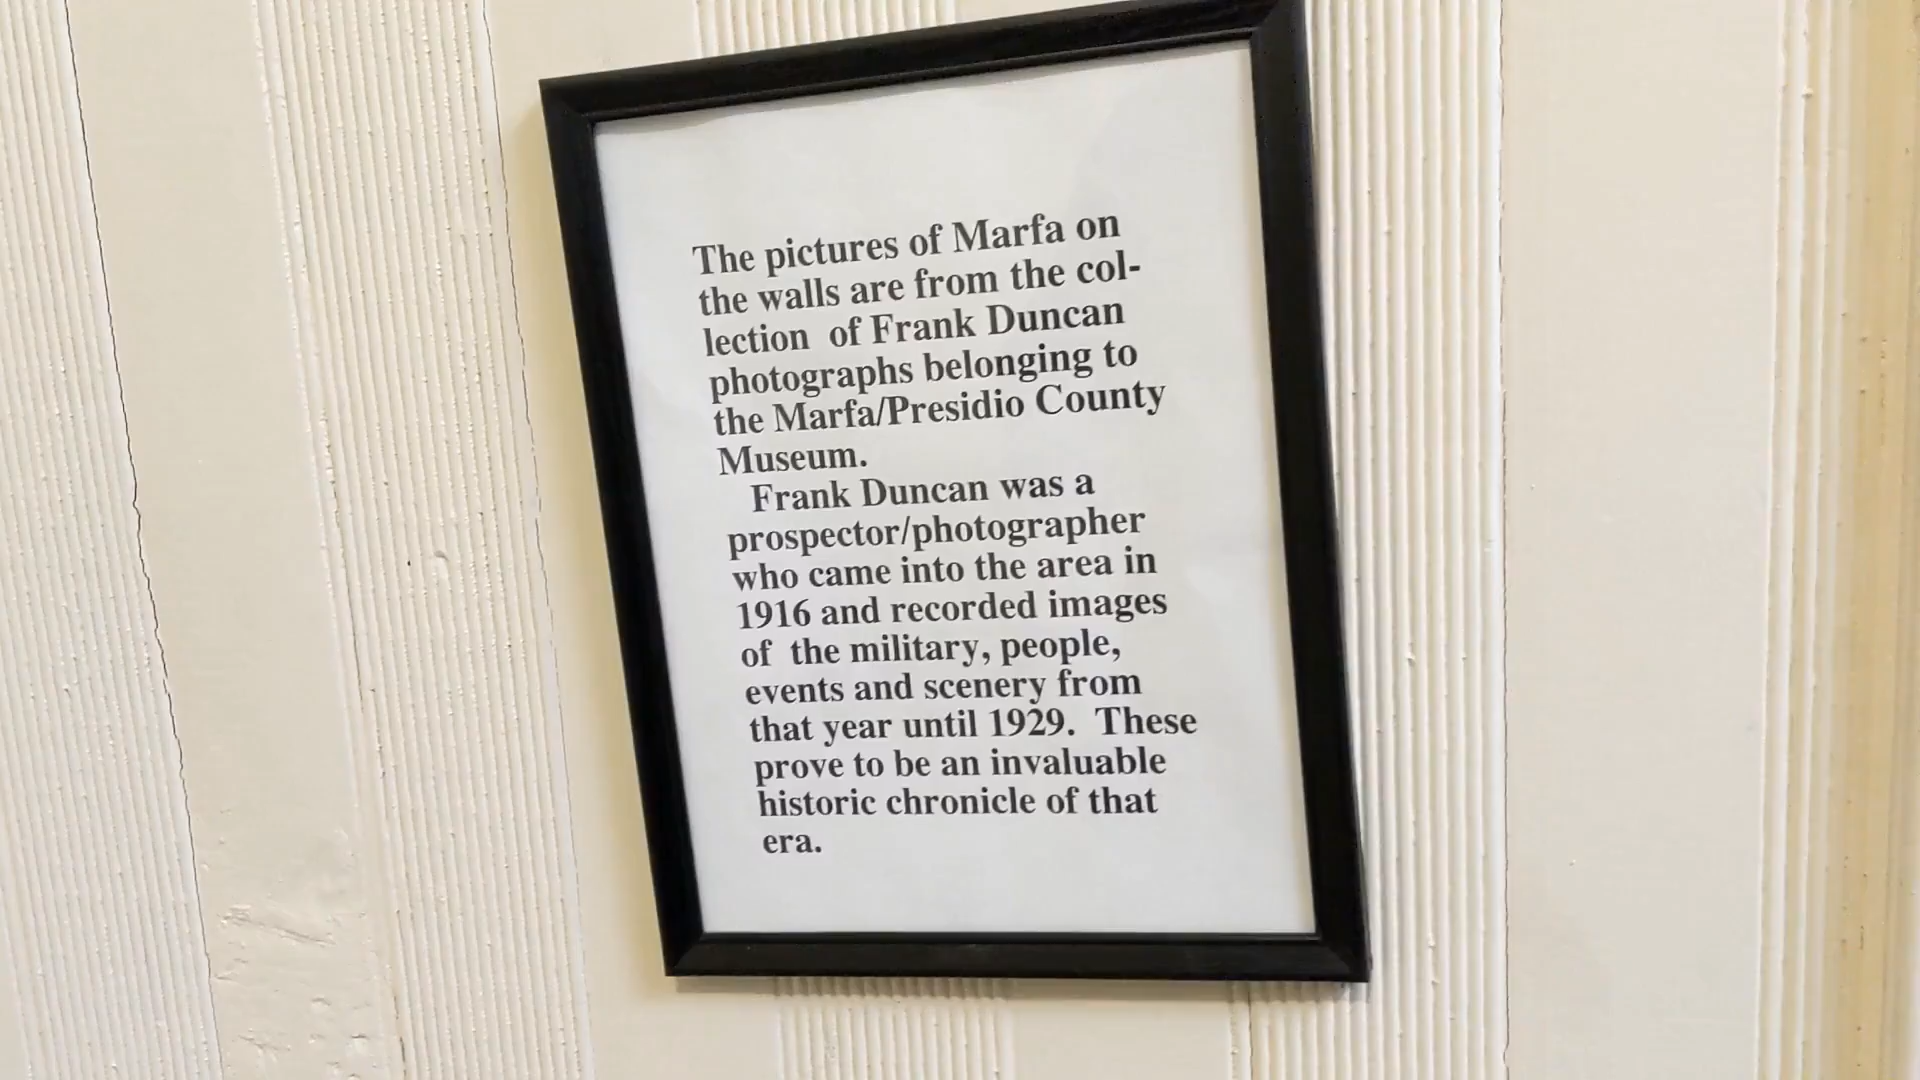 The pictures of Marfa on
the walls are from the col-
lection  of Frank Duncan
photographs belonging to
the Marfa/Presidio County
Museum.
Frank Duncan was a
prospector/photographer
who came into the area in
1916 and recorded images
of  the military, people,
events and scenery from
that year until 1929.  These
prove to be an invaluable
historic chronicle of that
era.